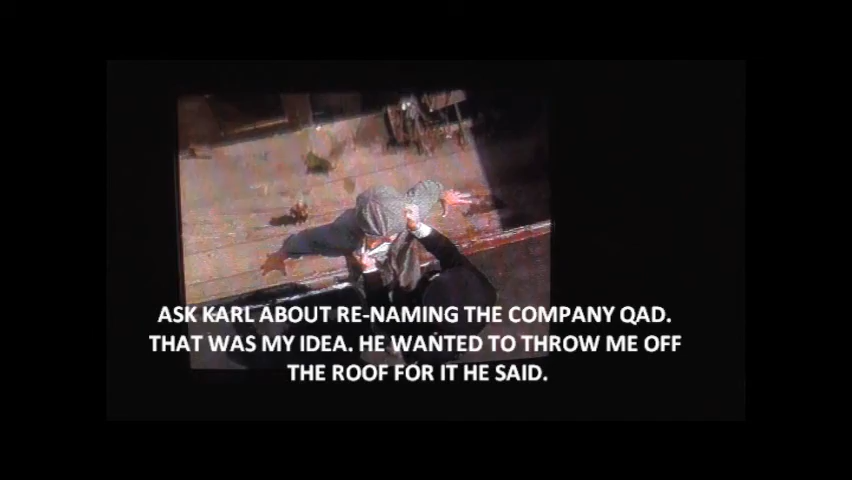 ASK KARL ABOUT RE-NAMING THE COMPANY QAD.
THAT WAS MY IDEA. HE WANTED TO THROW ME OFF
THE ROOF FOR IT HE SAID.